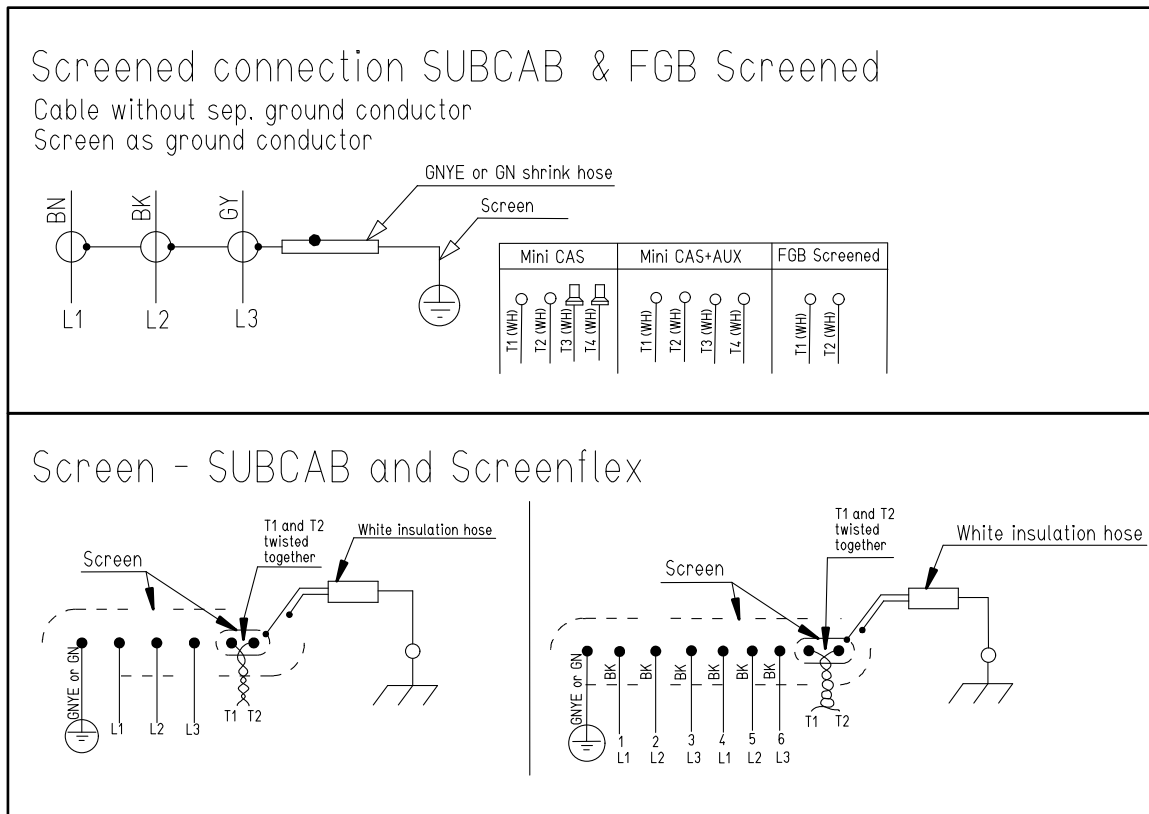 Screened connection SUBCAB & FGB Screened
Cable without sep. ground conductor
Screen as ground conductor
GNYE or GN shrink hose
Screen
BN
BK
GY
L1
L2
L3
Mini CAS
Mini CAS+AUX
FGB Screened
T1 (WH)
T2 (WH)
T3 (WH)
T4 (WH)
T1 (WH)
T2 (WH)
T3 (WH)
T4 (WH)
T1 (WH)
T2 (WH)
Screen - SUBCAB and Screenflex
T1 and T2
twisted
together
White insulation hose
Screen
GNYE or GN
L1
L2
L3
T1 T2
T1 and T2
twisted
together
White insulation hose
Screen
GNYE or GN
BK
BK
BK
BK
BK
BK
1 2 3 4 5 6
L1 L2 L3 L1 L2 L3
T1 T2